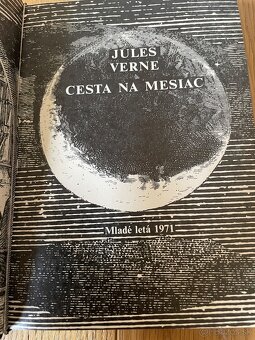 JULES
VERNE
CESTA NA MESIAC
Mladé letá 1971